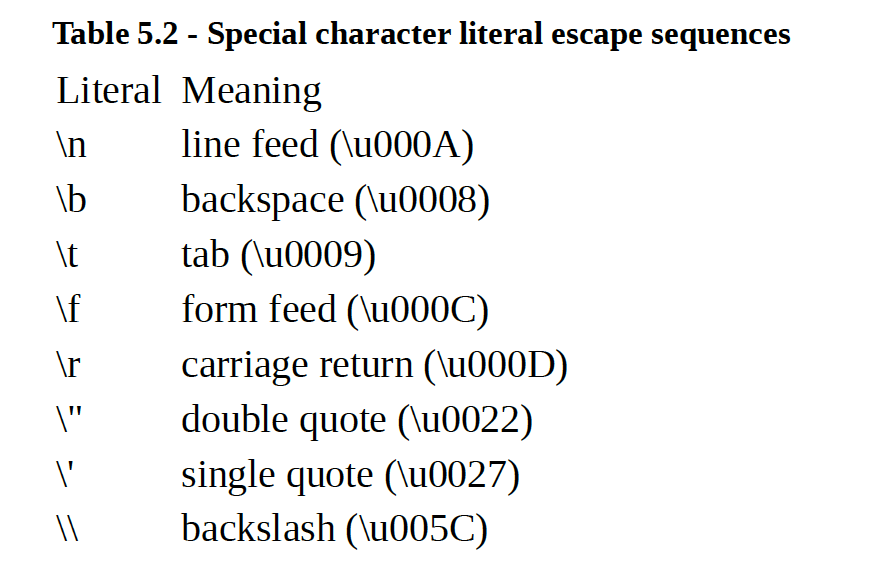 Table 5.2 - Special character literal escape sequences
Literal Meaning
\n line feed (\u000A)
\b backspace (\u0008)
\t tab (\u0009)
\f form feed (\u000C)
\r carriage return (\u000D)
\" double quote (\u0022)
\' single quote (\u0027)
\\ backslash (\u005C)